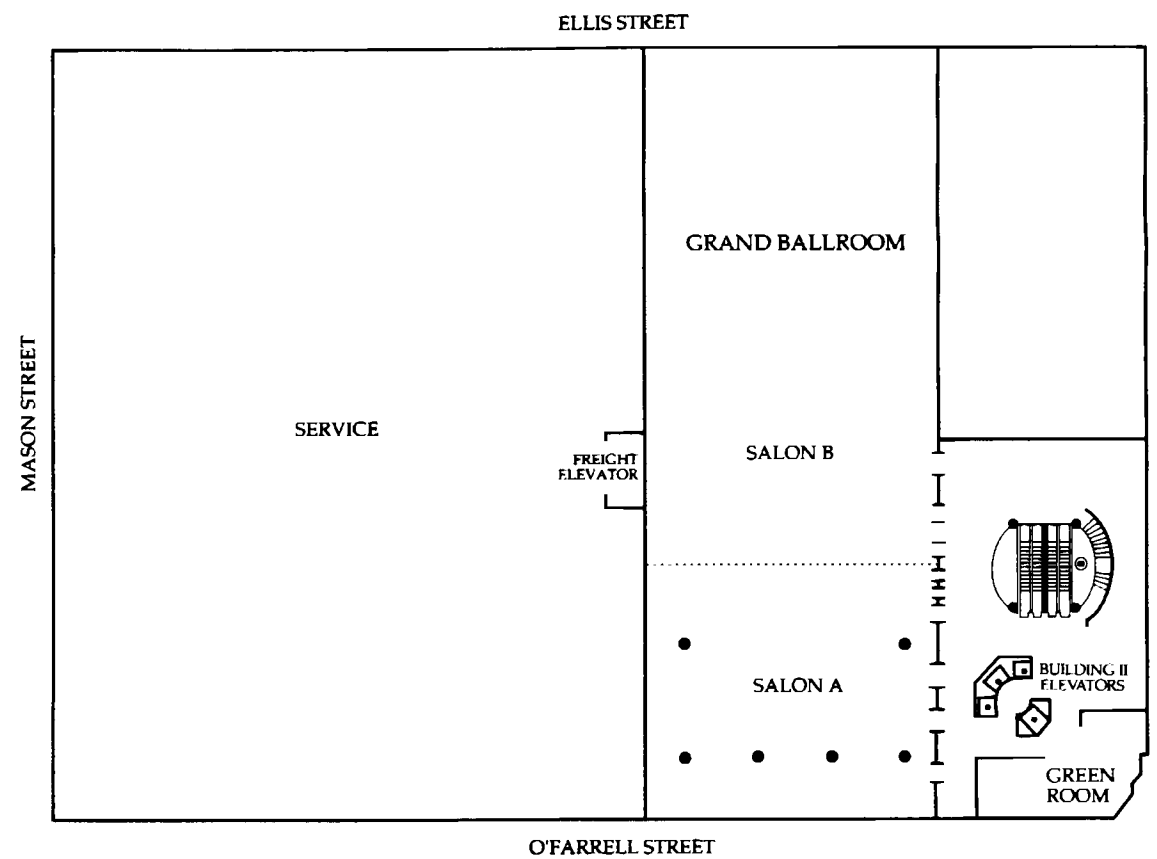 ELLIS STREET
GRAND BALLROOM
MASON STREET
SERVICE
FREIGHT
ELEVATOR
SALON B
SALON A
BUILDING II
ELEVATORS
GREEN
ROOM
O'FARRELL STREET